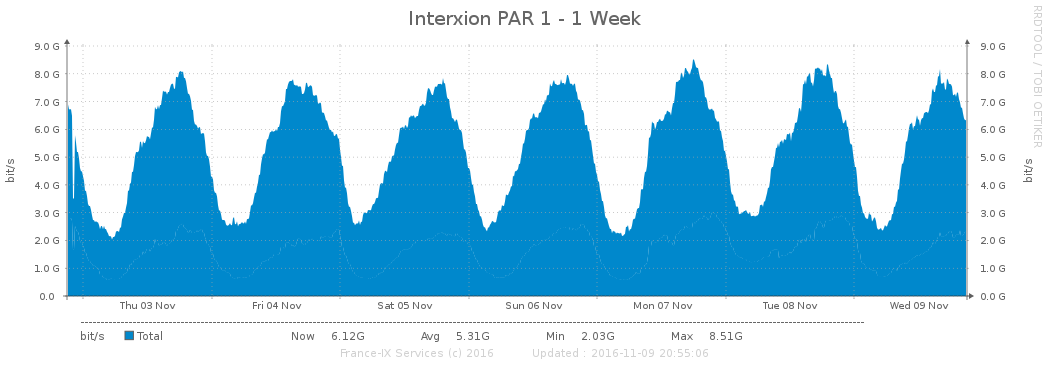 Interxion PAR 1 - 1 Week
RRDTOOL / TOBI OETIKER
bit/s
bit/s
9.0 G 9.0 G
8.0 G 8.0 G
7.0 G 7.0 G
6.0 G 6.0 G
5.0 G 5.0 G
4.0 G 4.0 G
3.0 G 3.0 G
2.0 G 2.0 G
1.0 G 1.0 G
0.0 0.0 G
Thu 03 Nov Fri 04 Nov Sat 05 Nov Sun 06 Nov Mon 07 Nov Tue 08 Nov Wed 09 Nov
bit/s Total Now 6.12G Avg 5.31G Min 2.03G Max 8.51G
France-IX Services (c) 2016 Updated : 2016-11-09 20:55:06